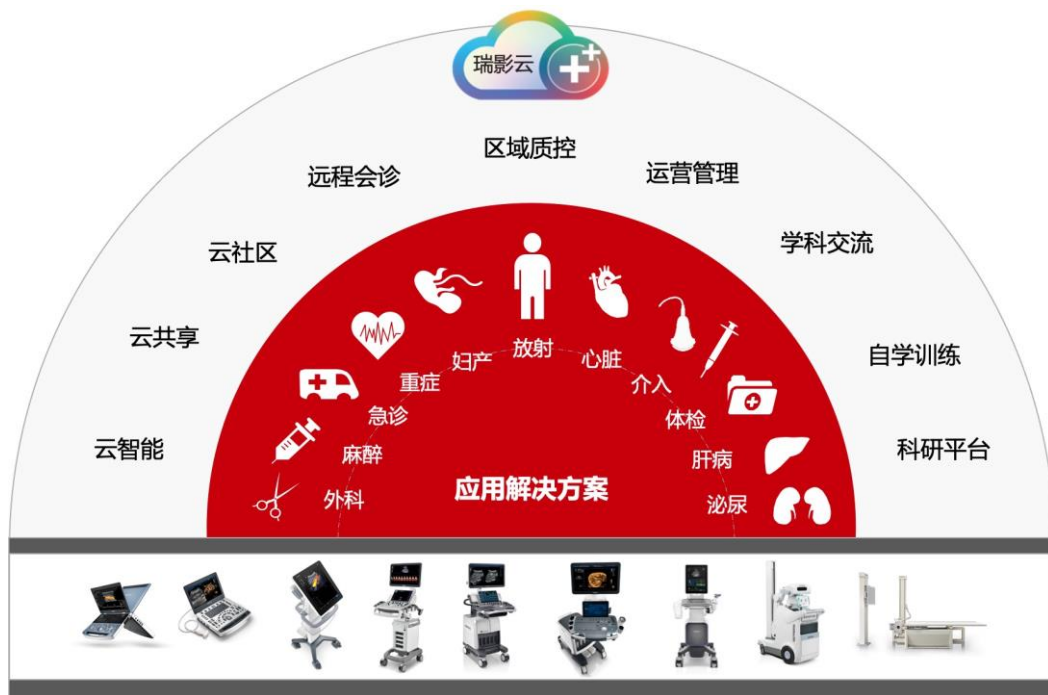 瑞影云++
区域质控
远程会诊
运营管理
云社区
学科交流
云共享
自学训练
云智能
科研平台
放射
妇产
心脏
重症
介入
急诊
体检
麻醉
肝病
外科
泌尿
应用解决方案